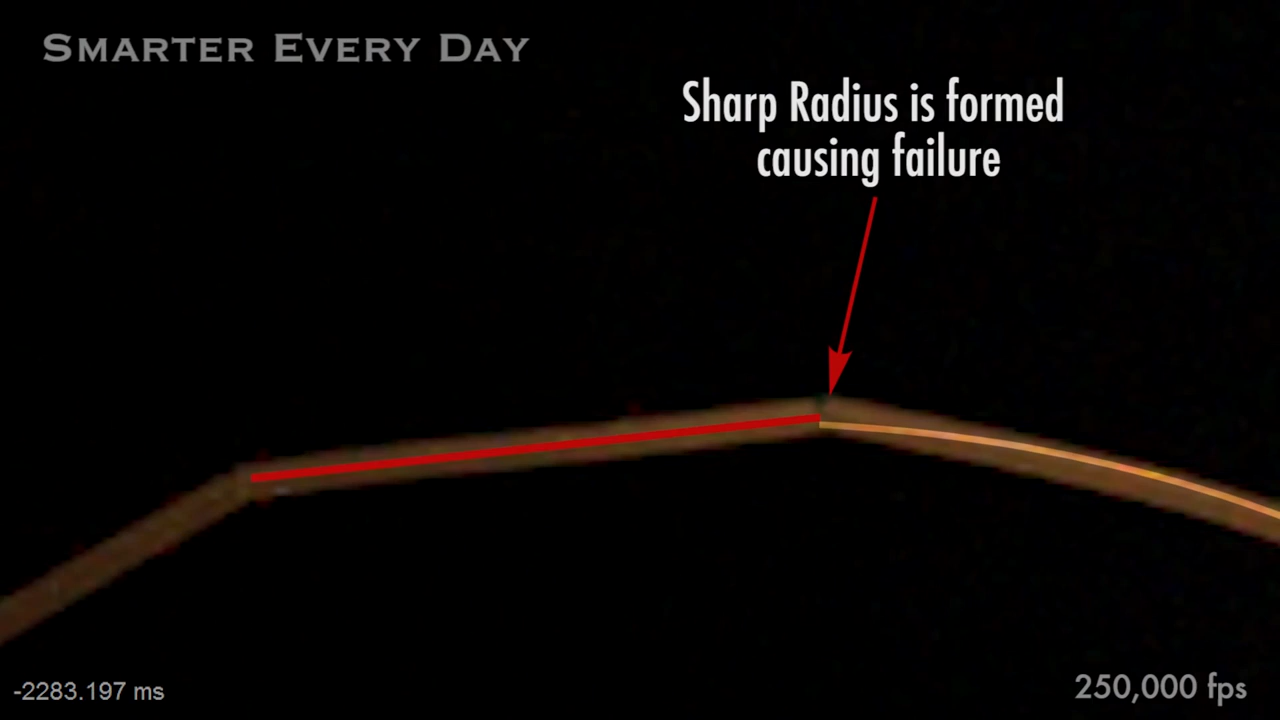 Smarter Every Day
Sharp Radius is formed
causing failure
-2283.197 ms
250,000 fps